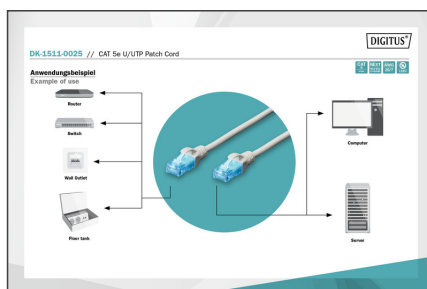 DIGITUS®
DK-1511-0025 // CAT 5e U/UTP Patch Cord
Anwendungsbeispiel
Example of use
Router
Switch
Wall Outlet
Floor tank
Computer
Server